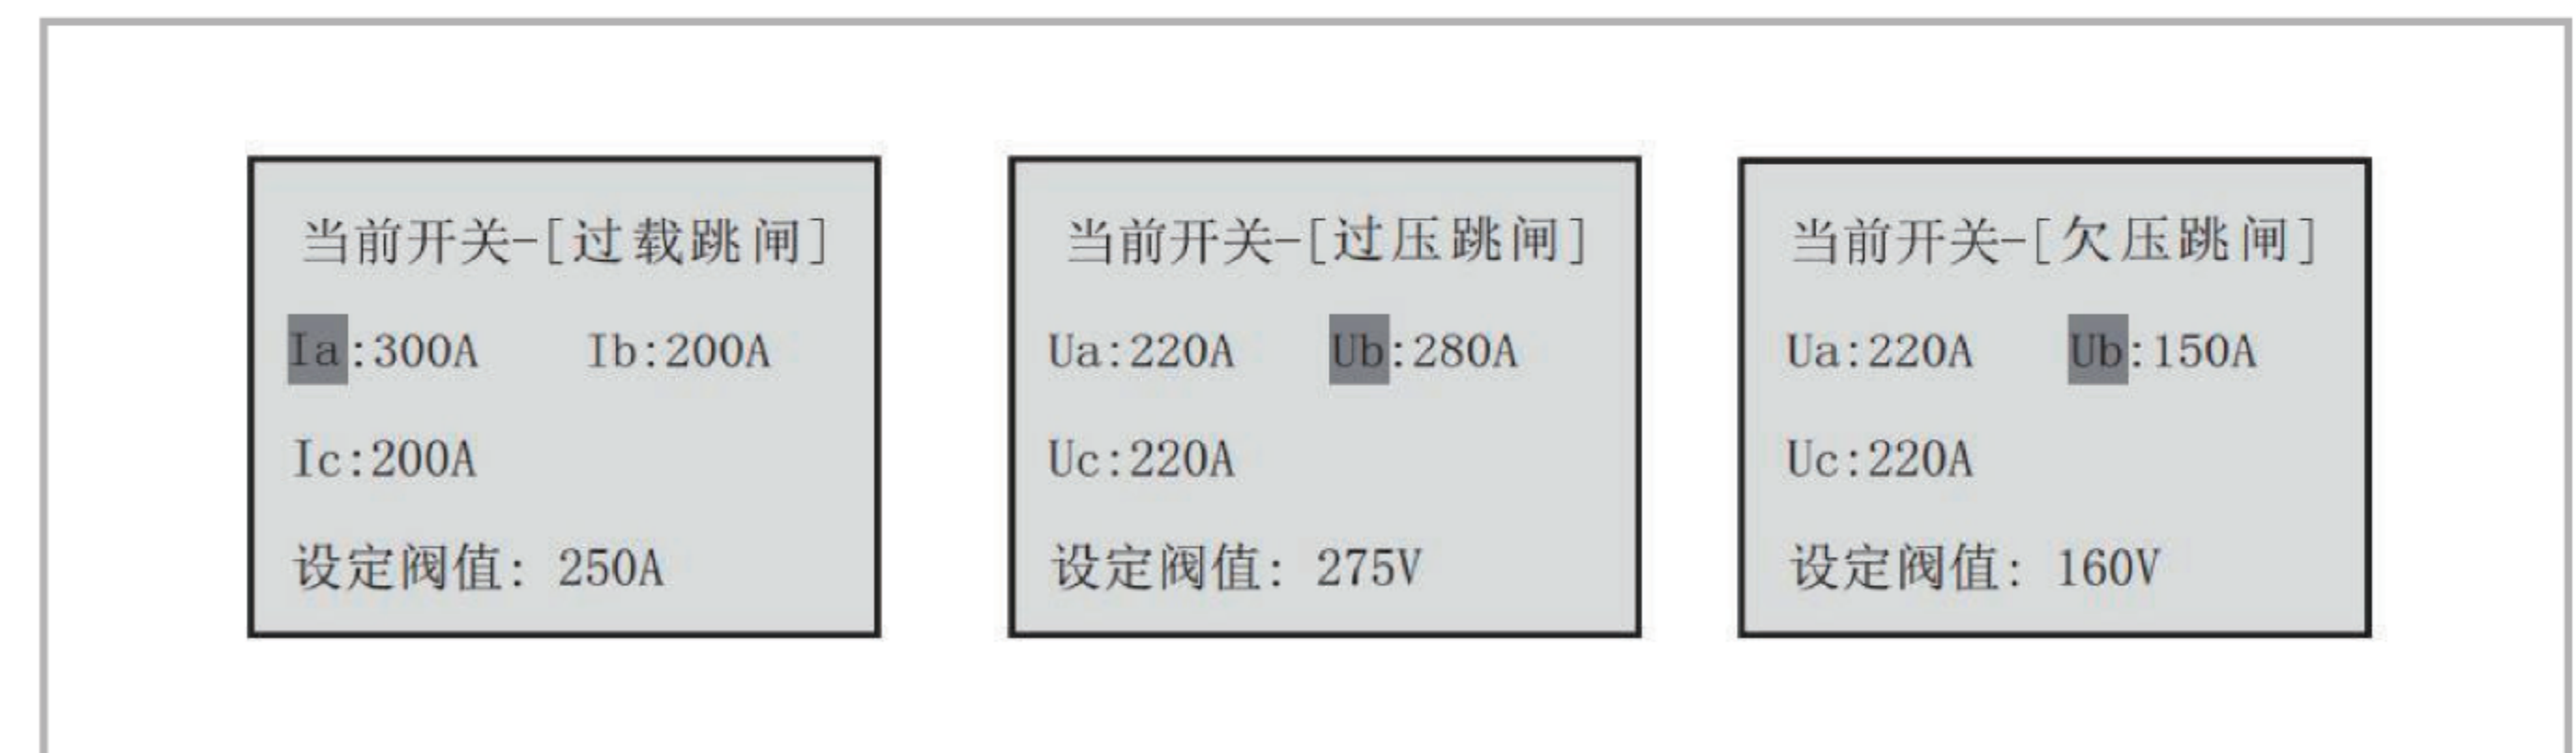 当前开关-[过载跳闸]
Ia:300A Ib:200A
Ic:200A
设定阀值: 250A
当前开关-[过压跳闸]
Ua:220A Ub:280A
Uc:220A
设定阀值: 275V
当前开关-[欠压跳闸]
Ua:220A Ub:150A
Uc:220A
设定阀值: 160V